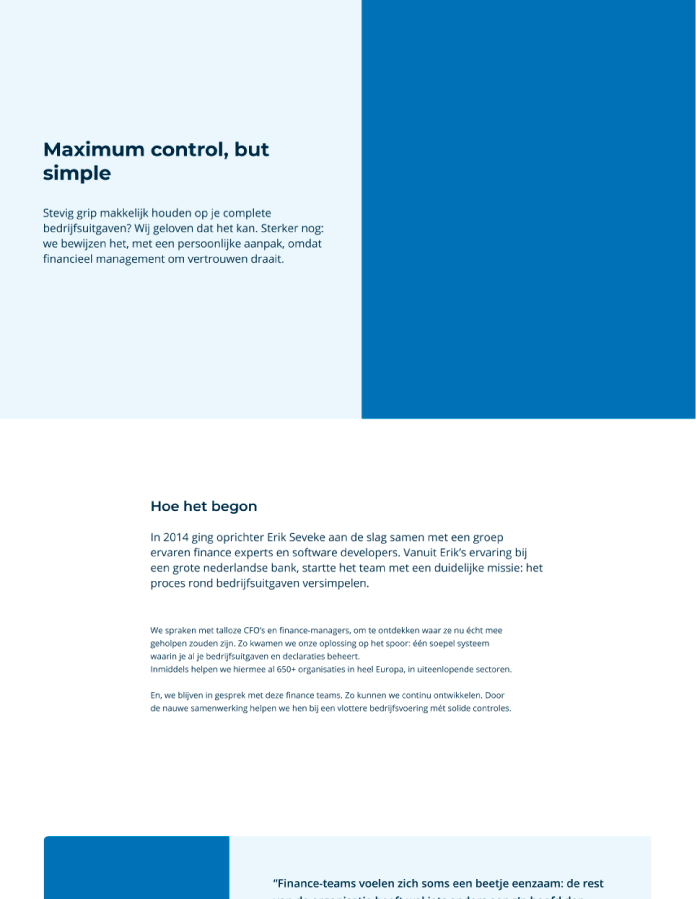 Maximum control, but
simple
Stevig grip makkelijk houden op je complete
bedrijfsuitgaven? Wij geloven dat het kan. Sterker nog:
we bewijzen het, met een persoonlijke aanpak, omdat
financieel management om vertrouwen draait.
Hoe het begon
In 2014 ging oprichter Erik Seveke aan de slag samen met een groep
ervaren finance experts en software developers. Vanuit Erik's ervaring bij
een grote nederlandse bank, startte het team met een duidelijke missie: het
proces rond bedrijfsuitgaven versimpelen.
We spraken met talloze CFO's en finance-managers, om te ontdekken waar ze nu écht mee
geholpen zouden zijn. Zo kwamen we onze oplossing op het spoor: één soepel systeem
waarin je al je bedrijfsuitgaven en declaraties beheert.
Inmiddels helpen we hiermee al 650+ organisaties in heel Europa, in uiteenlopende sectoren.
En, we blijven in gesprek met deze finance teams. Zo kunnen we continu ontwikkelen. Door
de nauwe samenwerking helpen we hen bij een vlottere bedrijfsvoering mét solide controles.
“Finance-teams voelen zich soms een beetje eenzaam: de rest